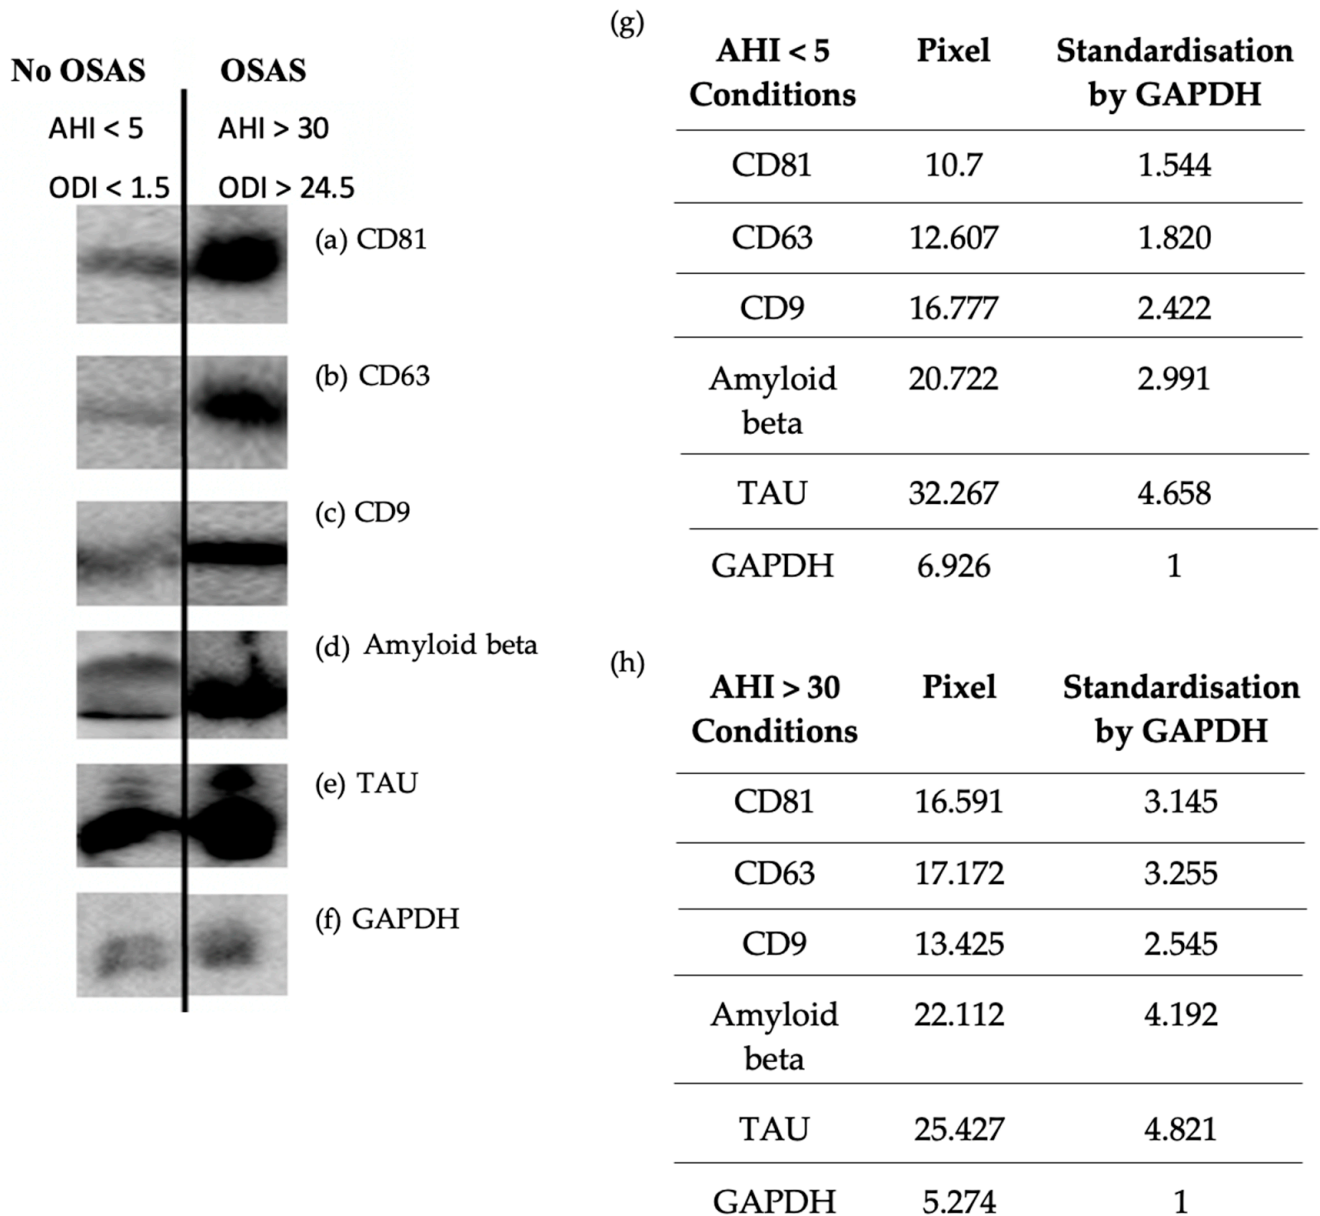 No OSAS OSAS
AHI < 5 AHI > 30
ODI < 1.5 ODI > 24.5
(a) CD81
(b) CD63
(c) CD9
(d) Amyloid beta
(e) TAU
(f) GAPDH
(g)
AHI < 5 Pixel Standardisation
Conditions by GAPDH
CD81 10.7 1.544
CD63 12.607 1.820
CD9 16.777 2.422
Amyloid 20.722 2.991
beta
TAU 32.267 4.658
GAPDH 6.926 1
(h)
AHI > 30 Pixel Standardisation
Conditions by GAPDH
CD81 16.591 3.145
CD63 17.172 3.255
CD9 13.425 2.545
Amyloid 22.112 4.192
beta
TAU 25.427 4.821
GAPDH 5.274 1